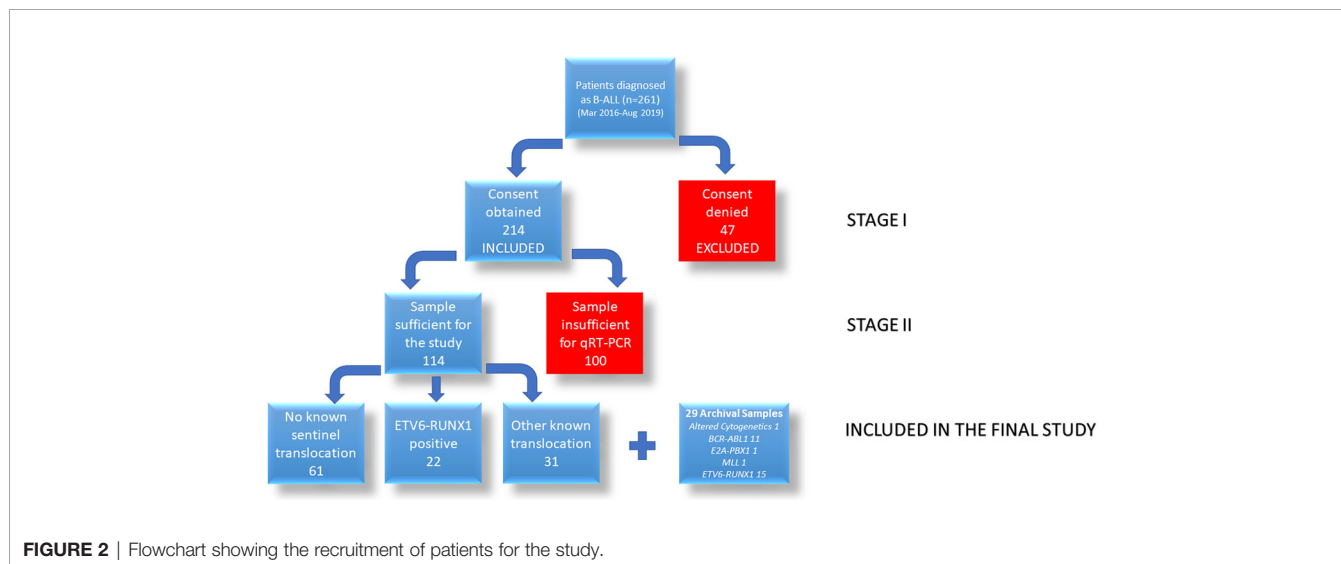 Patients diagnosed
as B-ALL (n=261)
(Mar 2016-Aug 2019)
Consent
obtained
214
INCLUDED
Consent
denied
47
EXCLUDED
STAGE I
Sample
sufficient for
the study
114
Sample
insufficient
for qRT-PCR
100
STAGE II
No known
sentinel
translocation
61
ETV6-RUNX1
positive
22
Other known
translocation
31
29 Archival Samples
Altered Cytogenetics 1
BCR-ABL1 11
E2A-PBX1 1
MLL 1
ETV6-RUNX1 15
INCLUDED IN THE FINAL STUDY
FIGURE 2 | Flowchart showing the recruitment of patients for the study.